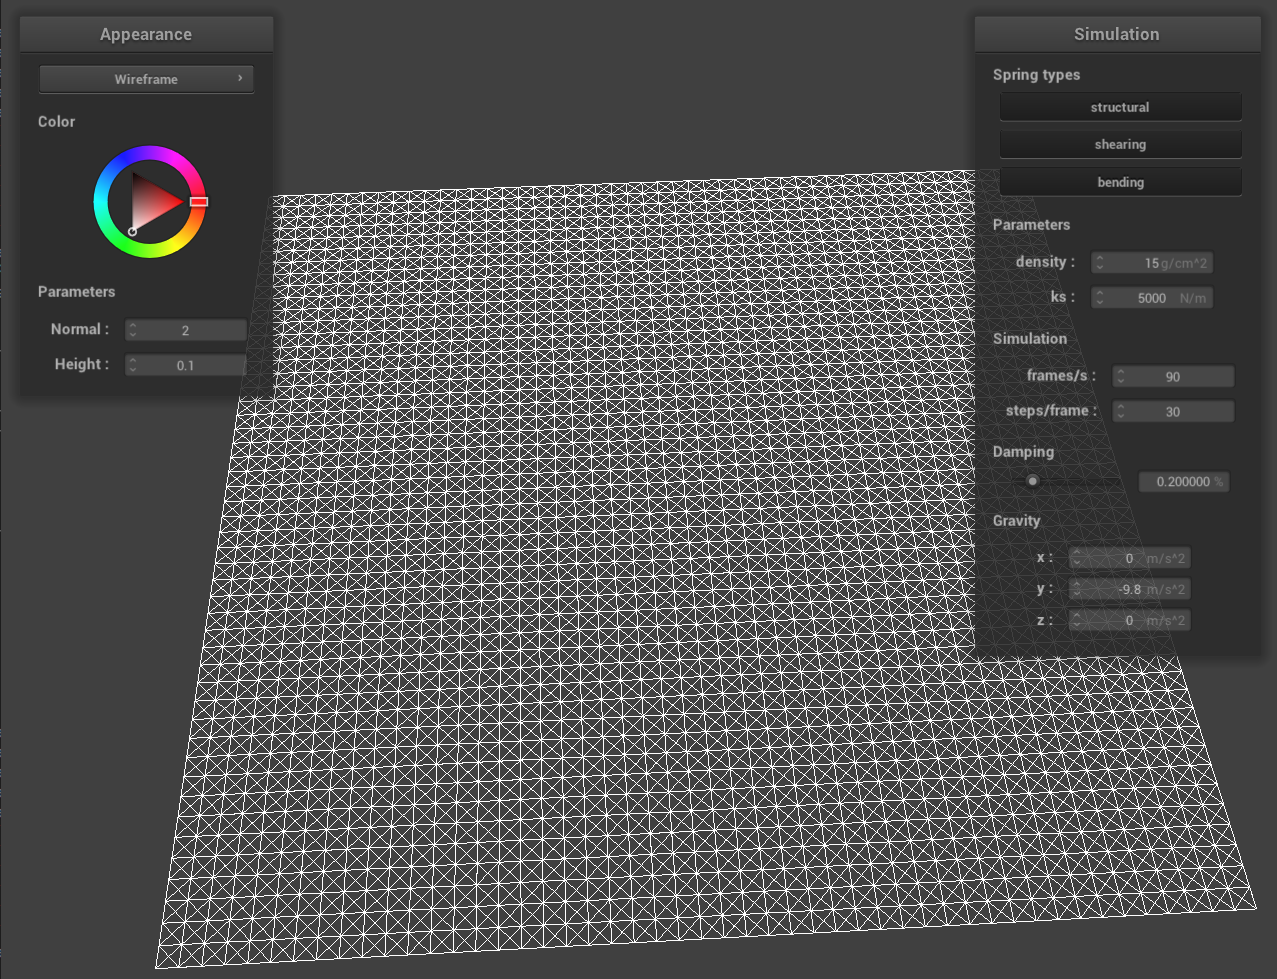 Appearance
Wireframe ›
Color
Parameters
Normal : 2
Height : 0.1
Simulation
Spring types
structural
shearing
bending
Parameters
density : 15 g/cm^2
ks : 5000 N/m
Simulation
frames/s : 90
steps/frame : 30
Damping
0.200000 %
Gravity
x : 0 m/s^2
y : -9.8 m/s^2
z : 0 m/s^2